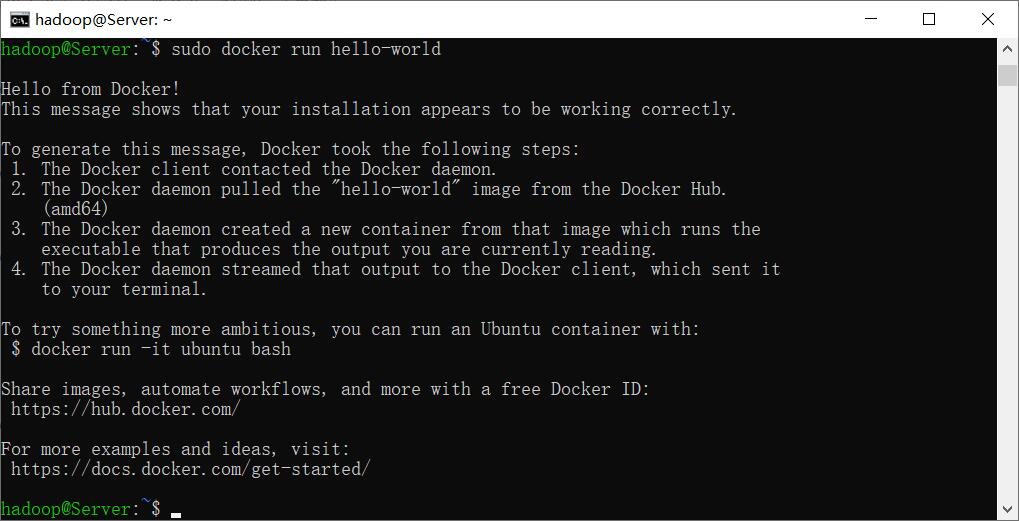 hadoop@Server: ~
hadoop@Server:~$ sudo docker run hello-world
Hello from Docker!
This message shows that your installation appears to be working correctly.
To generate this message, Docker took the following steps:
1. The Docker client contacted the Docker daemon.
2. The Docker daemon pulled the "hello-world" image from the Docker Hub.
(amd64)
3. The Docker daemon created a new container from that image which runs the
executable that produces the output you are currently reading.
4. The Docker daemon streamed that output to the Docker client, which sent it
to your terminal.
To try something more ambitious, you can run an Ubuntu container with:
$ docker run -it ubuntu bash
Share images, automate workflows, and more with a free Docker ID:
https://hub.docker.com/
For more examples and ideas, visit:
https://docs.docker.com/get-started/
hadoop@Server:~$